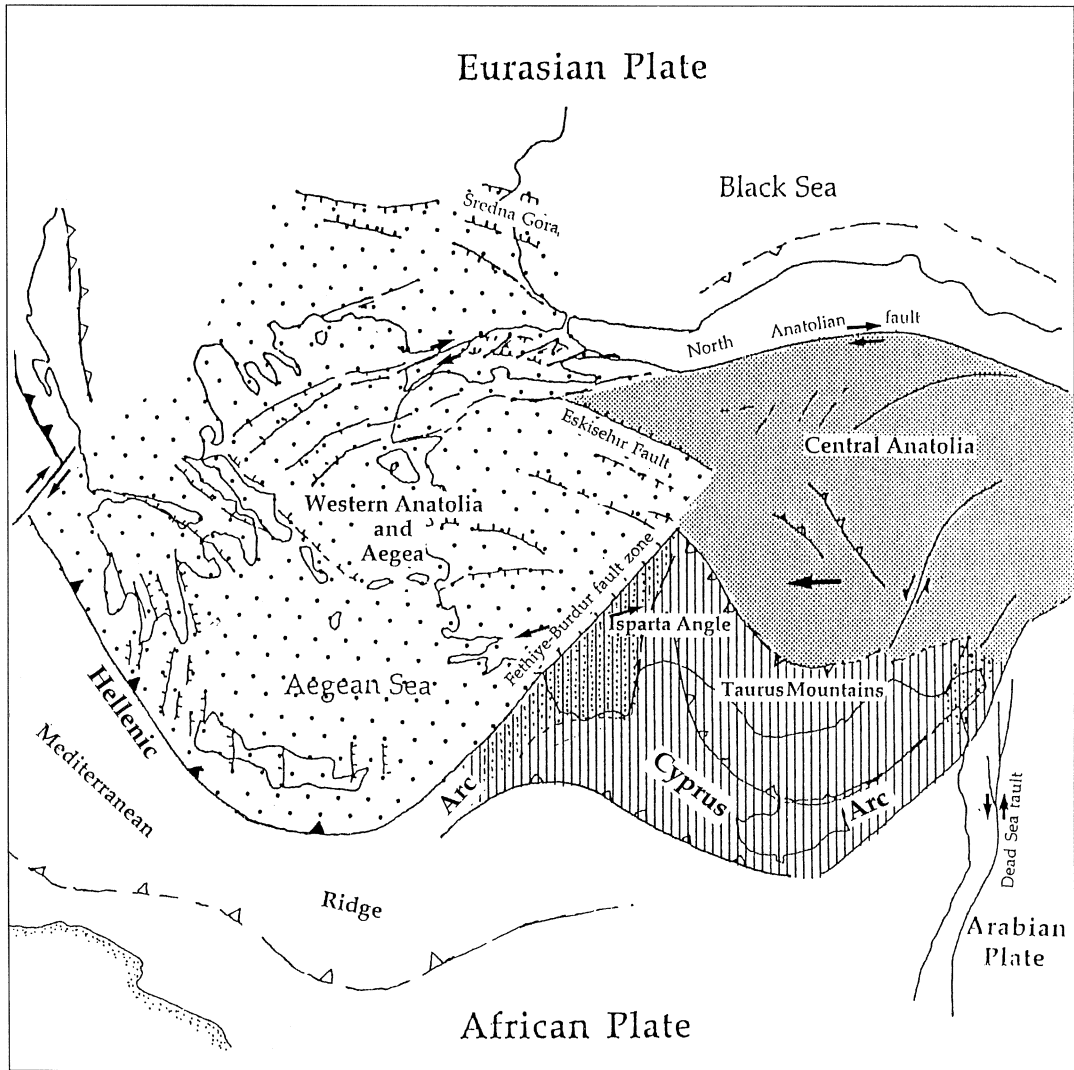 Eurasian Plate
Black Sea
Sredna Gora
North Anatolian fault
Eskisehir Fault
Central Anatolia
Western Anatolia
and
Aegea
Fethiye-Burdur fault zone
Isparta Angle
Aegean Sea
Taurus Mountains
Hellenic
Arc
Mediterranean
Cyprus
Arc
Dead Sea fault
Ridge
Arabian
Plate
African Plate